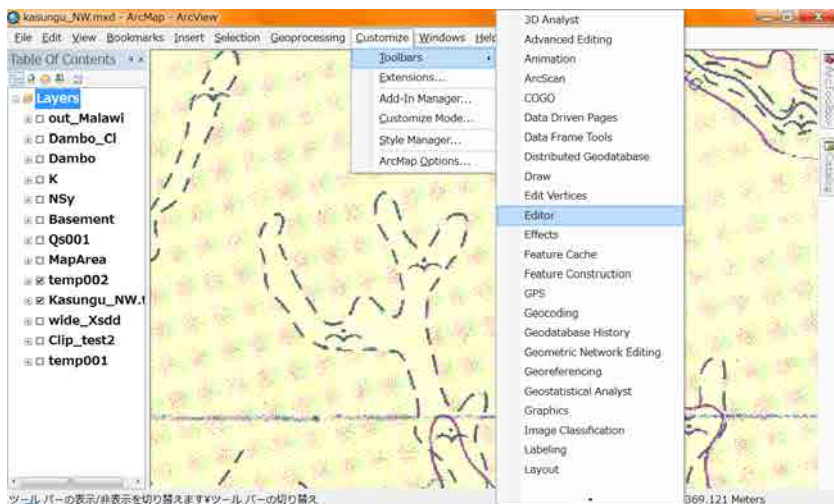 kasungu_NW.mxd - ArcMap - ArcView
File Edit View Bookmarks Insert Selection Geoprocessing Customize Windows Help
Table Of Contents
Layers
out_Malawi
Dambo_Cl
Dambo
K
NSy
Basement
Qs001
MapArea
temp002
Kasungu_NW.t
wide_Xsdd
Clip_test2
temp001
Toolbars
Extensions...
Add-In Manager...
Customize Mode...
Style Manager...
ArcMap Options...
3D Analyst
Advanced Editing
Animation
ArcScan
COGO
Data Driven Pages
Data Frame Tools
Distributed Geodatabase
Draw
Edit Vertices
Editor
Effects
Feature Cache
Feature Construction
GPS
Geocoding
Geodatabase History
Geometric Network Editing
Georeferencing
Geostatistical Analyst
Graphics
Image Classification
Labeling
Layout
ツール バーの表示/非表示を切り替えます¥ツール バーの切り替え
369.121 Meters